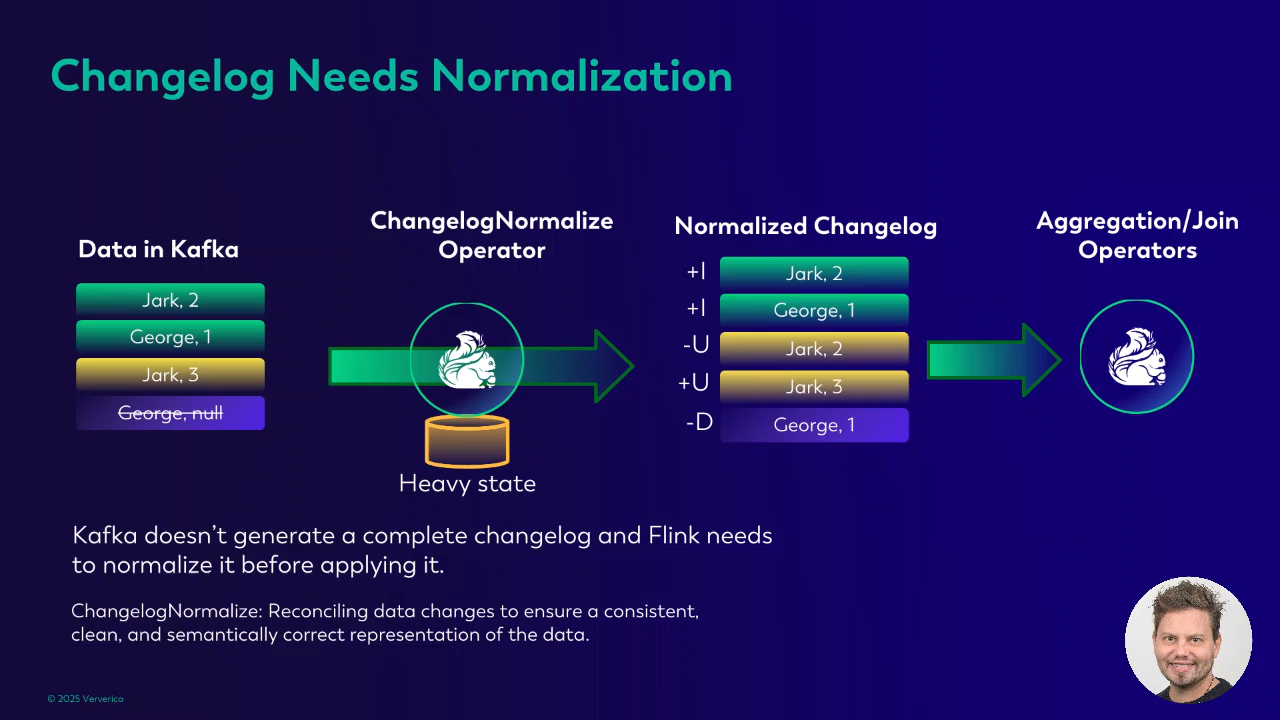 Changelog Needs Normalization
Data in Kafka
Jark, 2
George, 1
Jark, 3
George, null
ChangelogNormalize
Operator
Heavy state
Normalized Changelog
+I Jark, 2
+I George, 1
-U Jark, 2
+U Jark, 3
-D George, 1
Aggregation/Join
Operators
Kafka doesn’t generate a complete changelog and Flink needs
to normalize it before applying it.
ChangelogNormalize: Reconciling data changes to ensure a consistent,
clean, and semantically correct representation of the data.
© 2025 Ververica